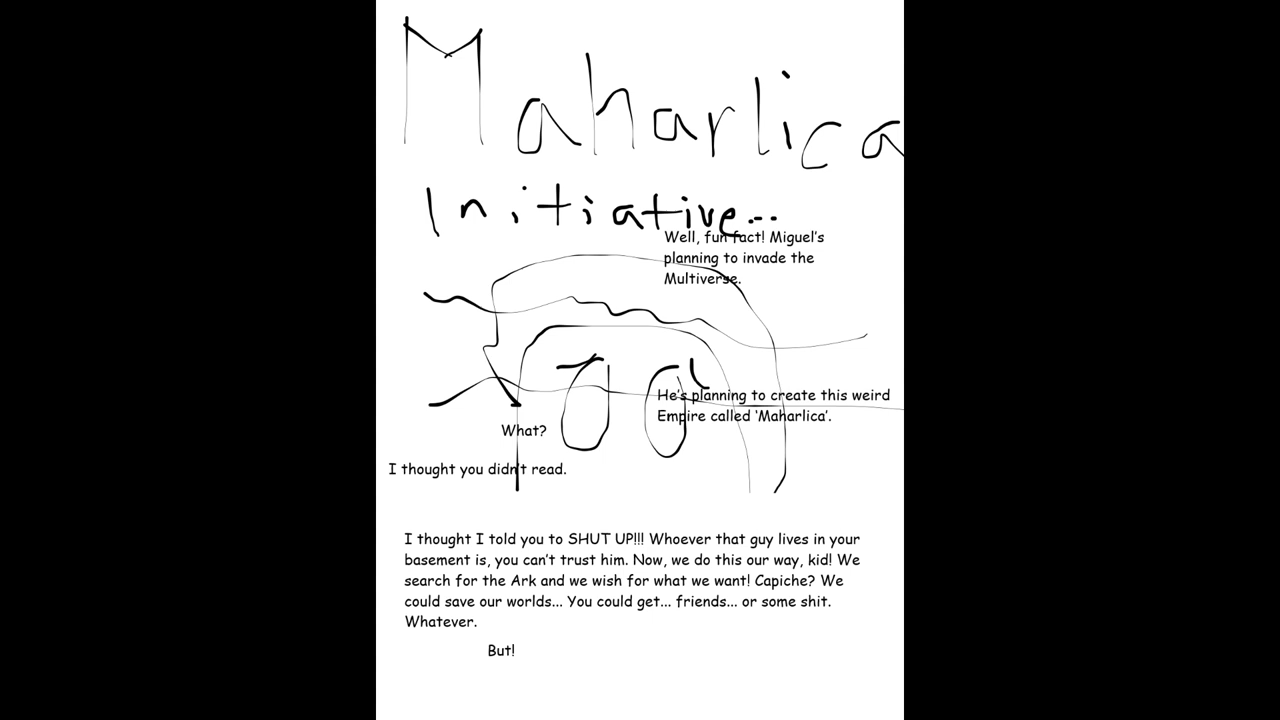 Maharlica
Initiative...
Well, fun fact! Miguel's
planning to invade the
Multiverse.
He's planning to create this weird
Empire called 'Maharlica'.
What?
I thought you didn't read.
I thought I told you to SHUT UP!!! Whoever that guy lives in your
basement is, you can't trust him. Now, we do this our way, kid! We
search for the Ark and we wish for what we want! Capiche? We
could save our worlds... You could get... friends... or some shit.
Whatever.
But!